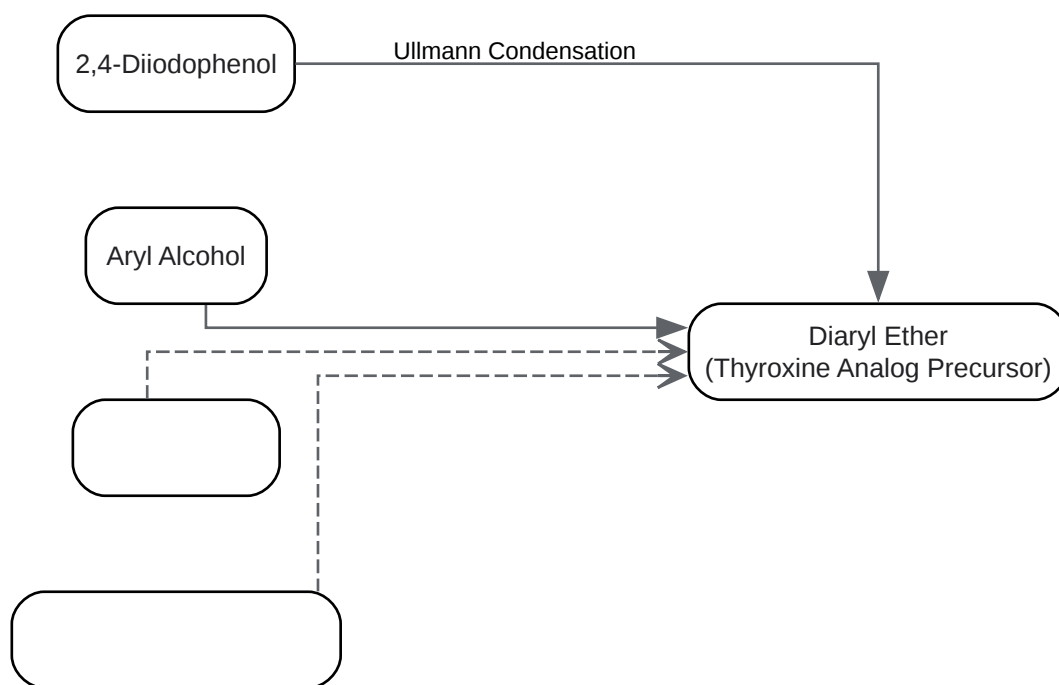 2,4-Diiodophenol
Ullmann Condensation
Aryl Alcohol
Diaryl Ether
(Thyroxine Analog Precursor)